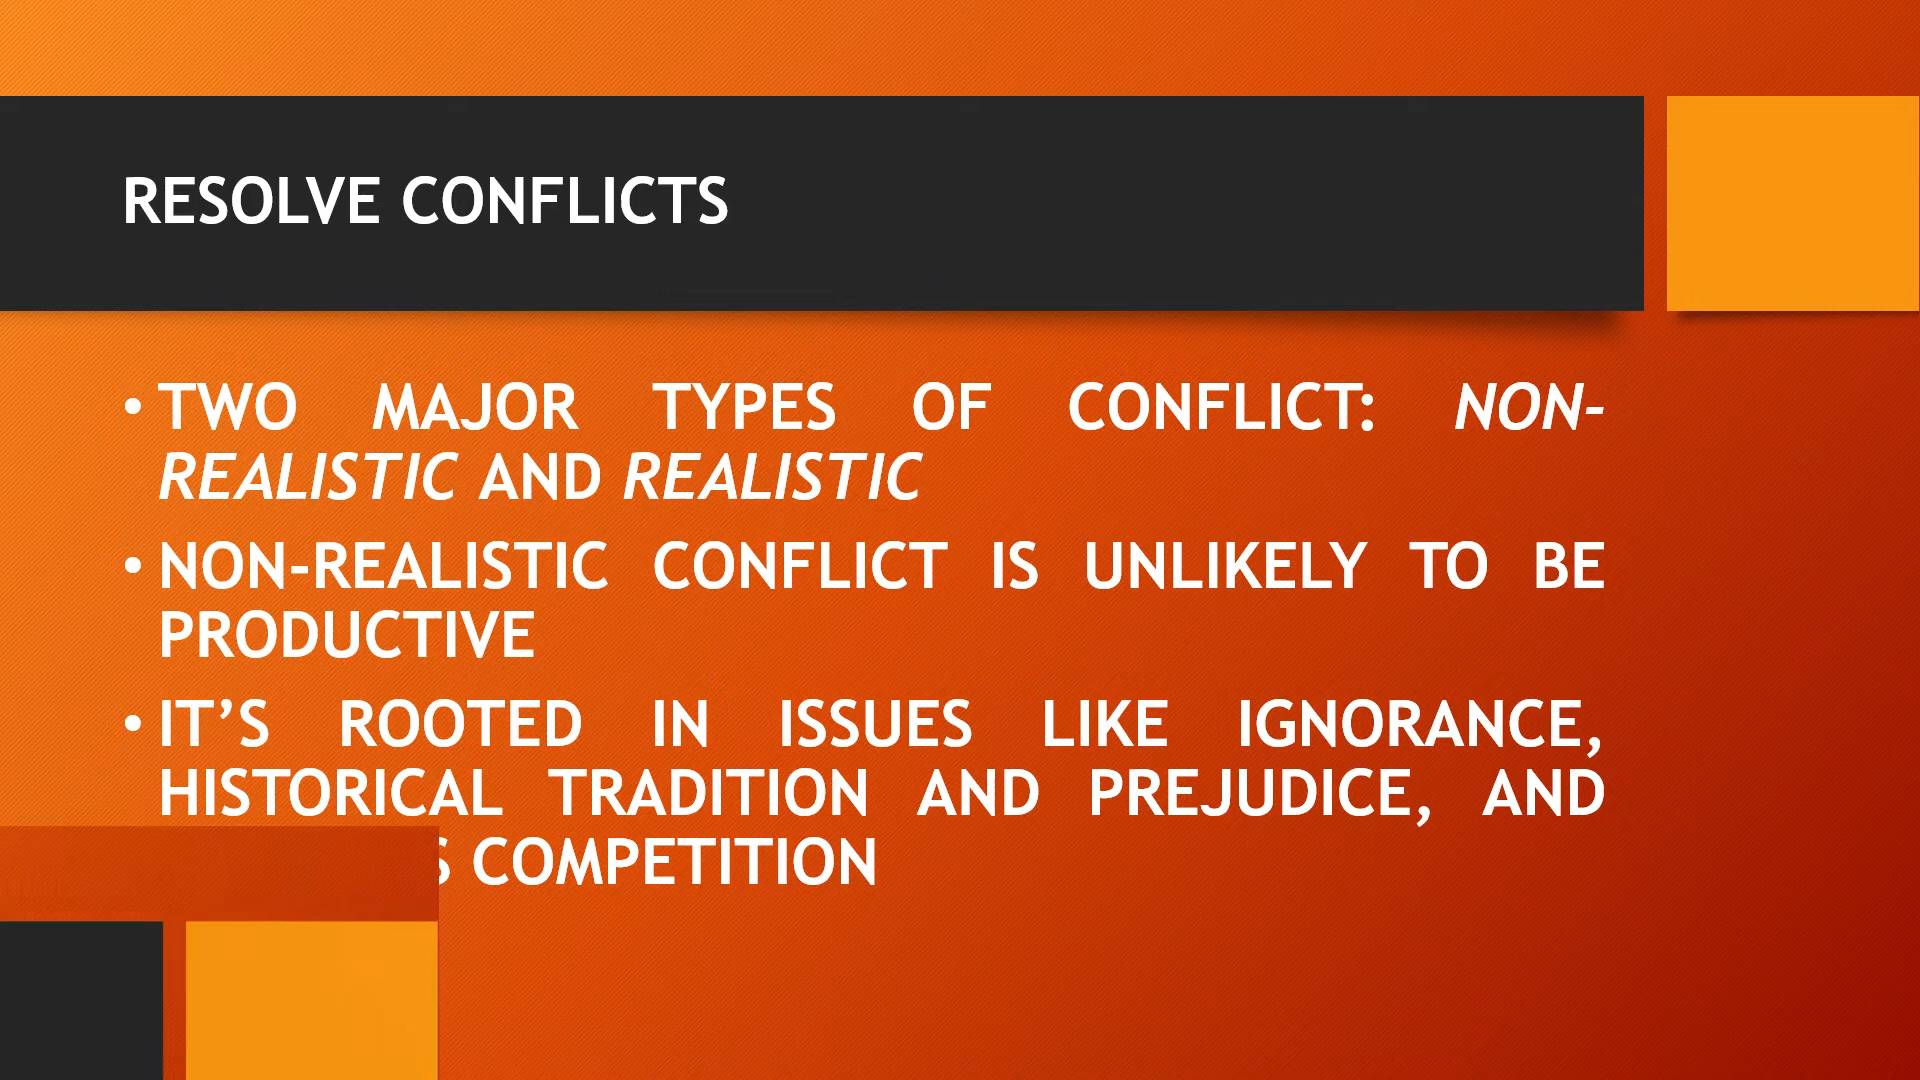 RESOLVE CONFLICTS
• TWO MAJOR TYPES OF CONFLICT: NON-
REALISTIC AND REALISTIC
• NON-REALISTIC CONFLICT IS UNLIKELY TO BE
PRODUCTIVE
• IT’S ROOTED IN ISSUES LIKE IGNORANCE,
HISTORICAL TRADITION AND PREJUDICE, AND
COMPETITION